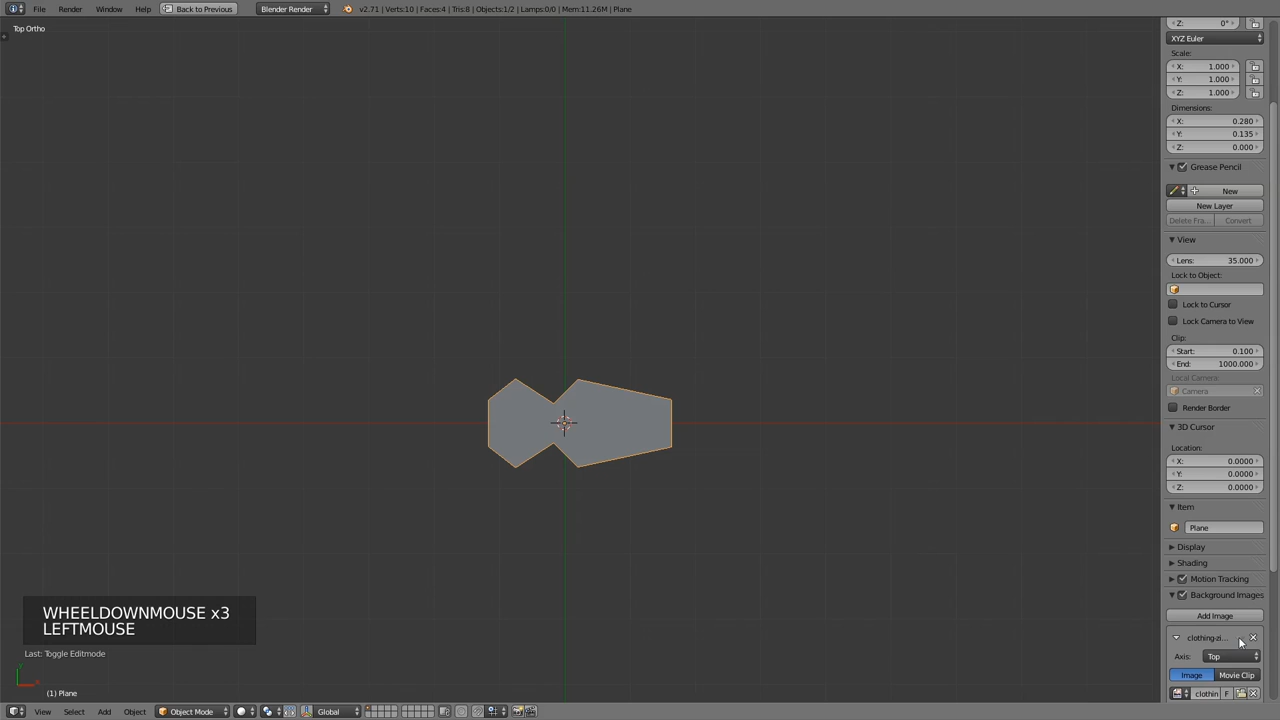 File Render Window Help Back to Previous Blender Render v2.71 | Verts:10 | Faces:4 | Tris:8 | Objects:1/2 | Lamps:0/0 | Mem:11.26M | Plane
Top Ortho
Z: 0°
XYZ Euler
Scale:
X: 1.000
Y: 1.000
Z: 1.000
Dimensions:
X: 0.280
Y: 0.135
Z: 0.000
Grease Pencil
New
New Layer
Delete Fra... Convert
View
Lens: 35.000
Lock to Object:
Lock to Cursor
Lock Camera to View
Clip:
Start: 0.100
End: 1000.000
Local Camera:
Camera
Render Border
3D Cursor
Location:
X: 0.0000
Y: 0.0000
Z: 0.0000
Item
Plane
Display
Shading
Motion Tracking
Background Images
Add Image
clothing-zi...
Axis: Top
Image Movie Clip
clothin F
WHEELDOWNMOUSE x3
LEFTMOUSE
Last: Toggle Editmode
(1) Plane
View Select Add Object Object Mode Global